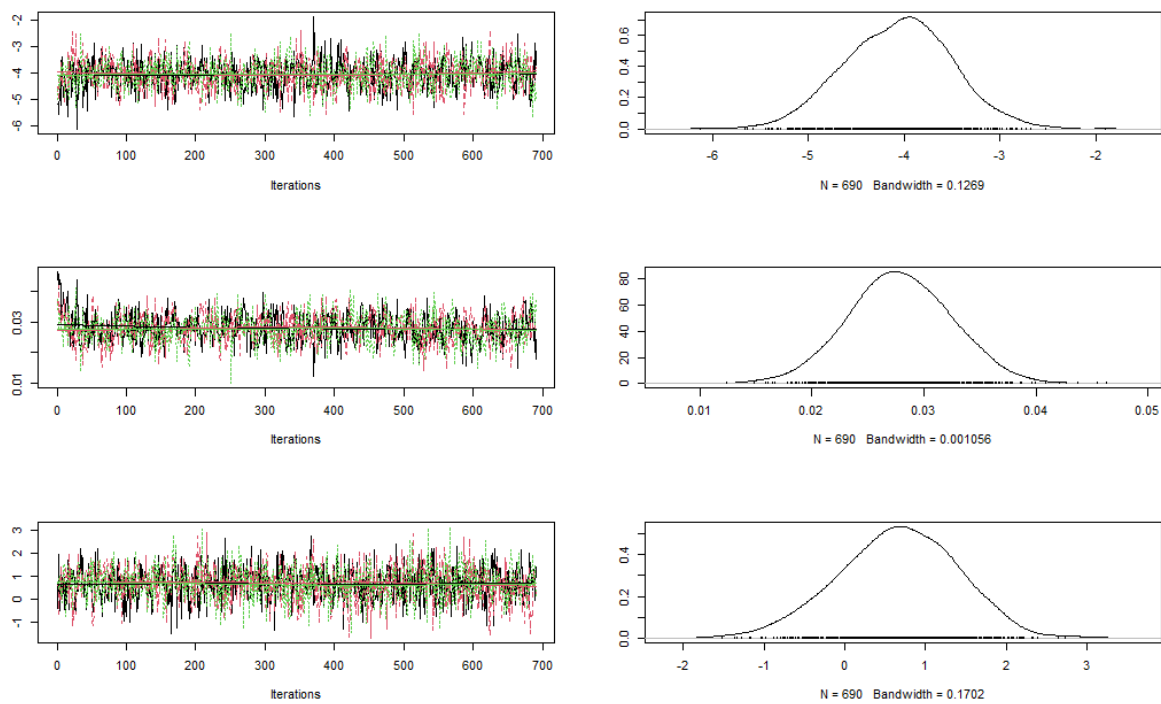 -2
-3
-4
-5
-6
0 100 200 300 400 500 600 700
Iterations
0.6
0.4
0.2
0.0
-6 -5 -4 -3 -2
N = 690 Bandwidth = 0.1269
0.03
0.01
0 100 200 300 400 500 600 700
Iterations
80
60
40
20
0
0.01 0.02 0.03 0.04 0.05
N = 690 Bandwidth = 0.001056
3
2
1
0
-1
0 100 200 300 400 500 600 700
Iterations
0.4
0.2
0.0
-2 -1 0 1 2 3
N = 690 Bandwidth = 0.1702